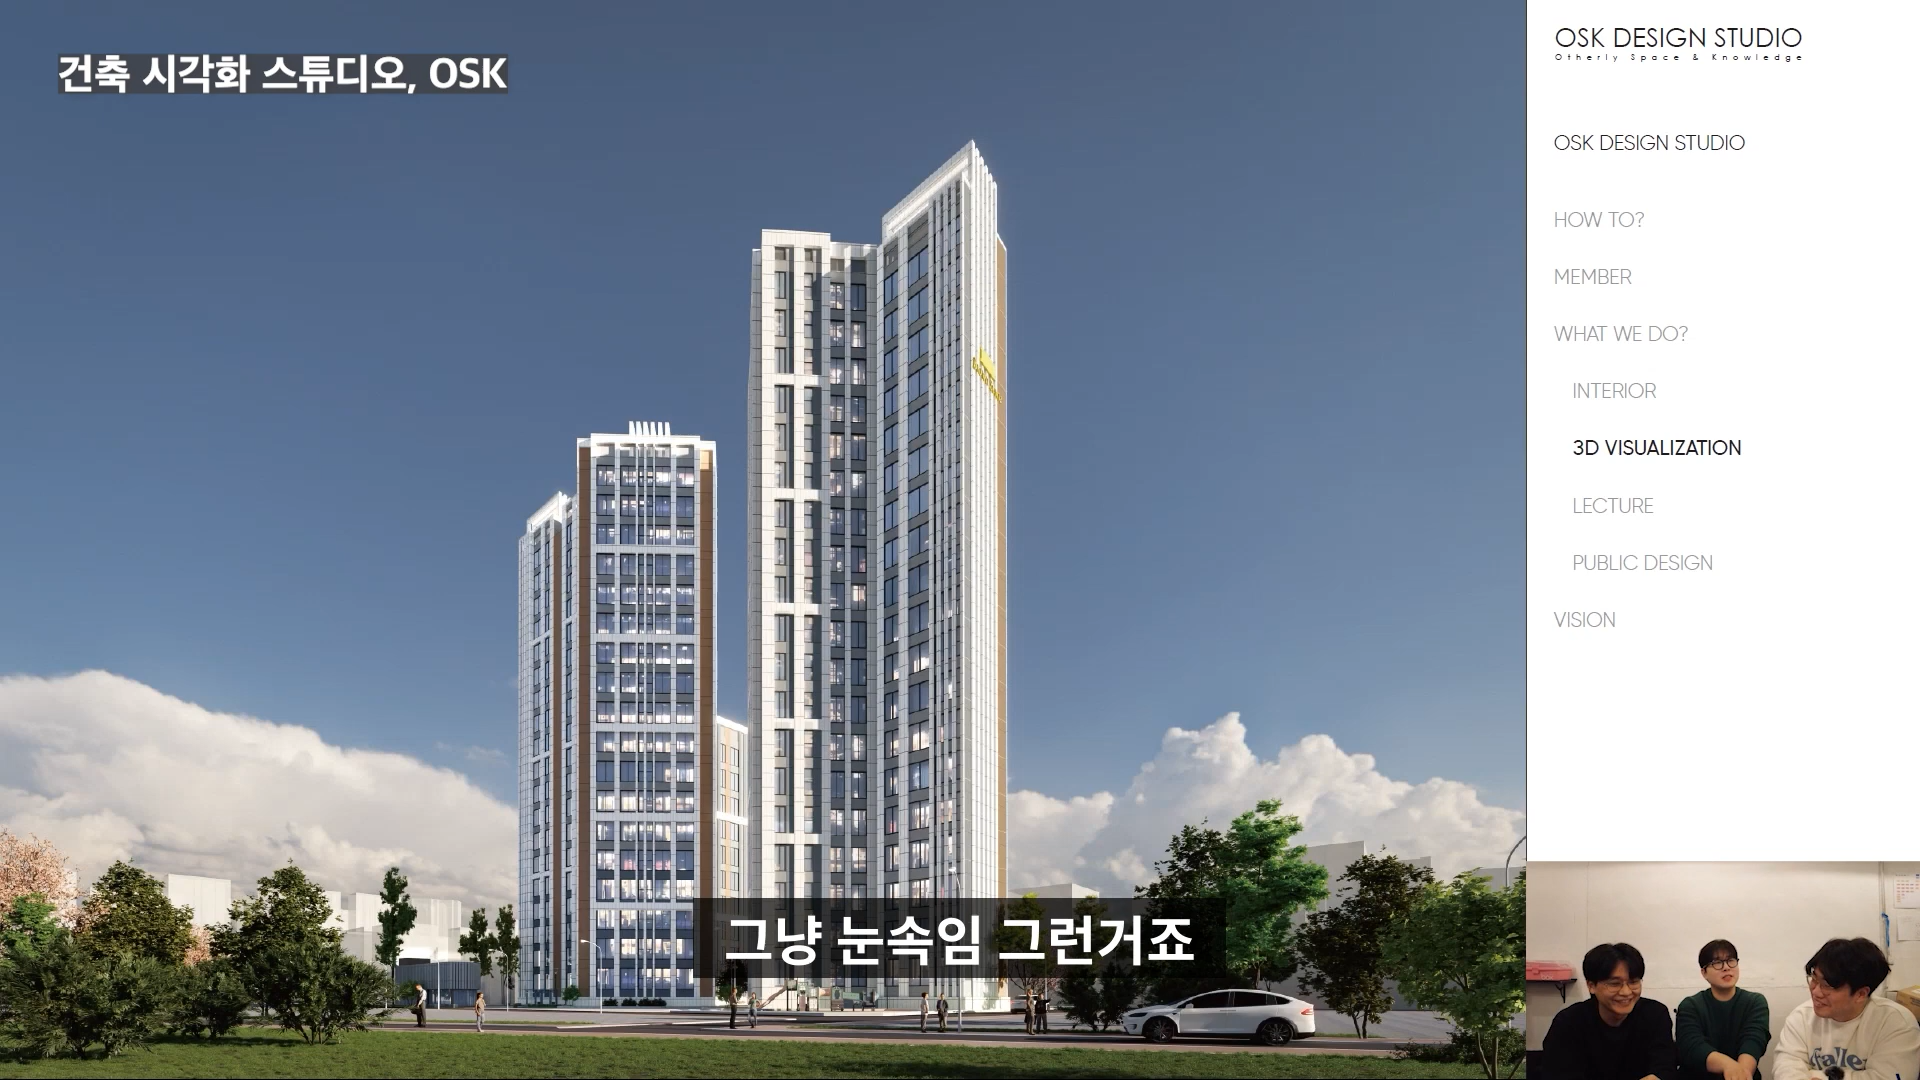 건축 시각화 스튜디오, OSK
OSK DESIGN STUDIO
Otherly Space & Knowledge
OSK DESIGN STUDIO
HOW TO?
MEMBER
WHAT WE DO?
INTERIOR
3D VISUALIZATION
LECTURE
PUBLIC DESIGN
VISION
그냥 눈속임 그런거죠